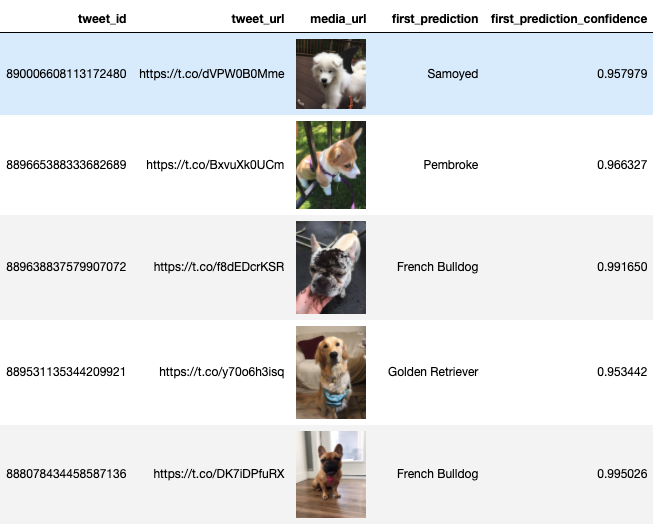 tweet_id tweet_url media_url first_prediction first_prediction_confidence
890006608113172480 https://t.co/dVPW0B0Mme Samoyed 0.957979
889665388333682689 https://t.co/BxvuXk0UCm Pembroke 0.966327
889638837579907072 https://t.co/f8dEDcrKSR French Bulldog 0.991650
889531135344209921 https://t.co/y70o6h3isq Golden Retriever 0.953442
888078434458587136 https://t.co/DK7iDPfuRX French Bulldog 0.995026